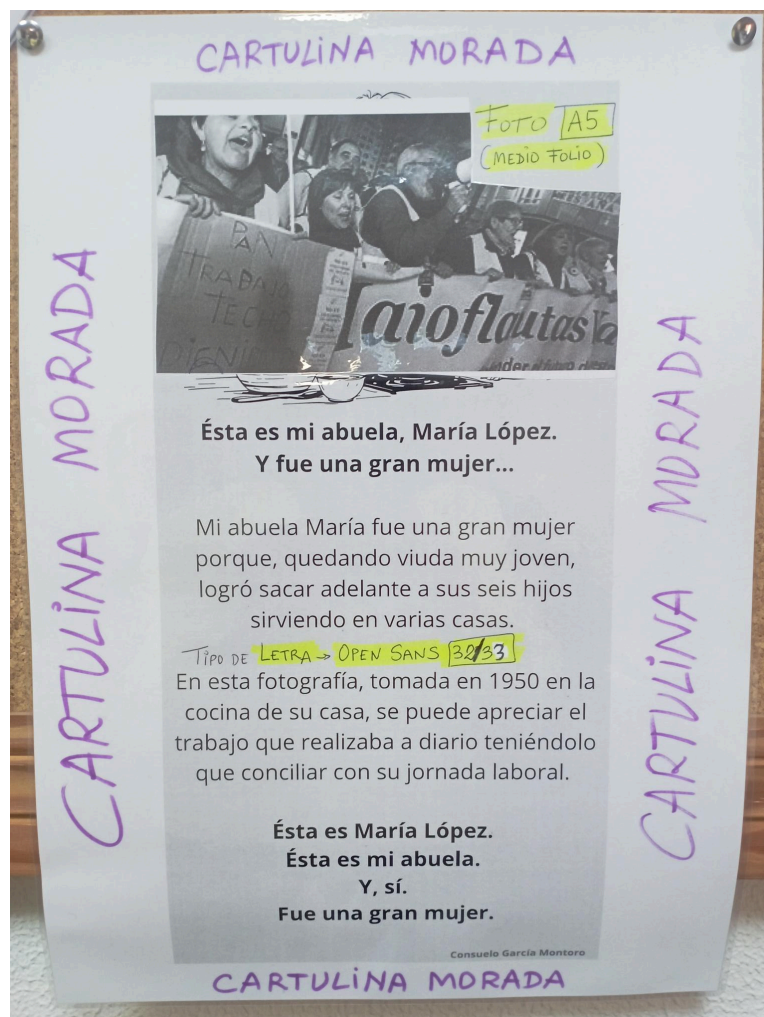 CARTULINA MORADA
FOTO A5
(MEDIO FOLIO)
PAN
TRABAJO
TECHO
DIGNI
Iaioflautas Va
CARTULINA MORADA
CARTULINA MORADA
Ésta es mi abuela, María López.
Y fue una gran mujer...
Mi abuela María fue una gran mujer
porque, quedando viuda muy joven,
logró sacar adelante a sus seis hijos
sirviendo en varias casas.
TIPO DE LETRA → OPEN SANS 32/33
En esta fotografía, tomada en 1950 en la
cocina de su casa, se puede apreciar el
trabajo que realizaba a diario teniéndolo
que conciliar con su jornada laboral.
Ésta es María López.
Ésta es mi abuela.
Y, sí.
Fue una gran mujer.
Consuelo García Montoro
CARTULINA MORADA